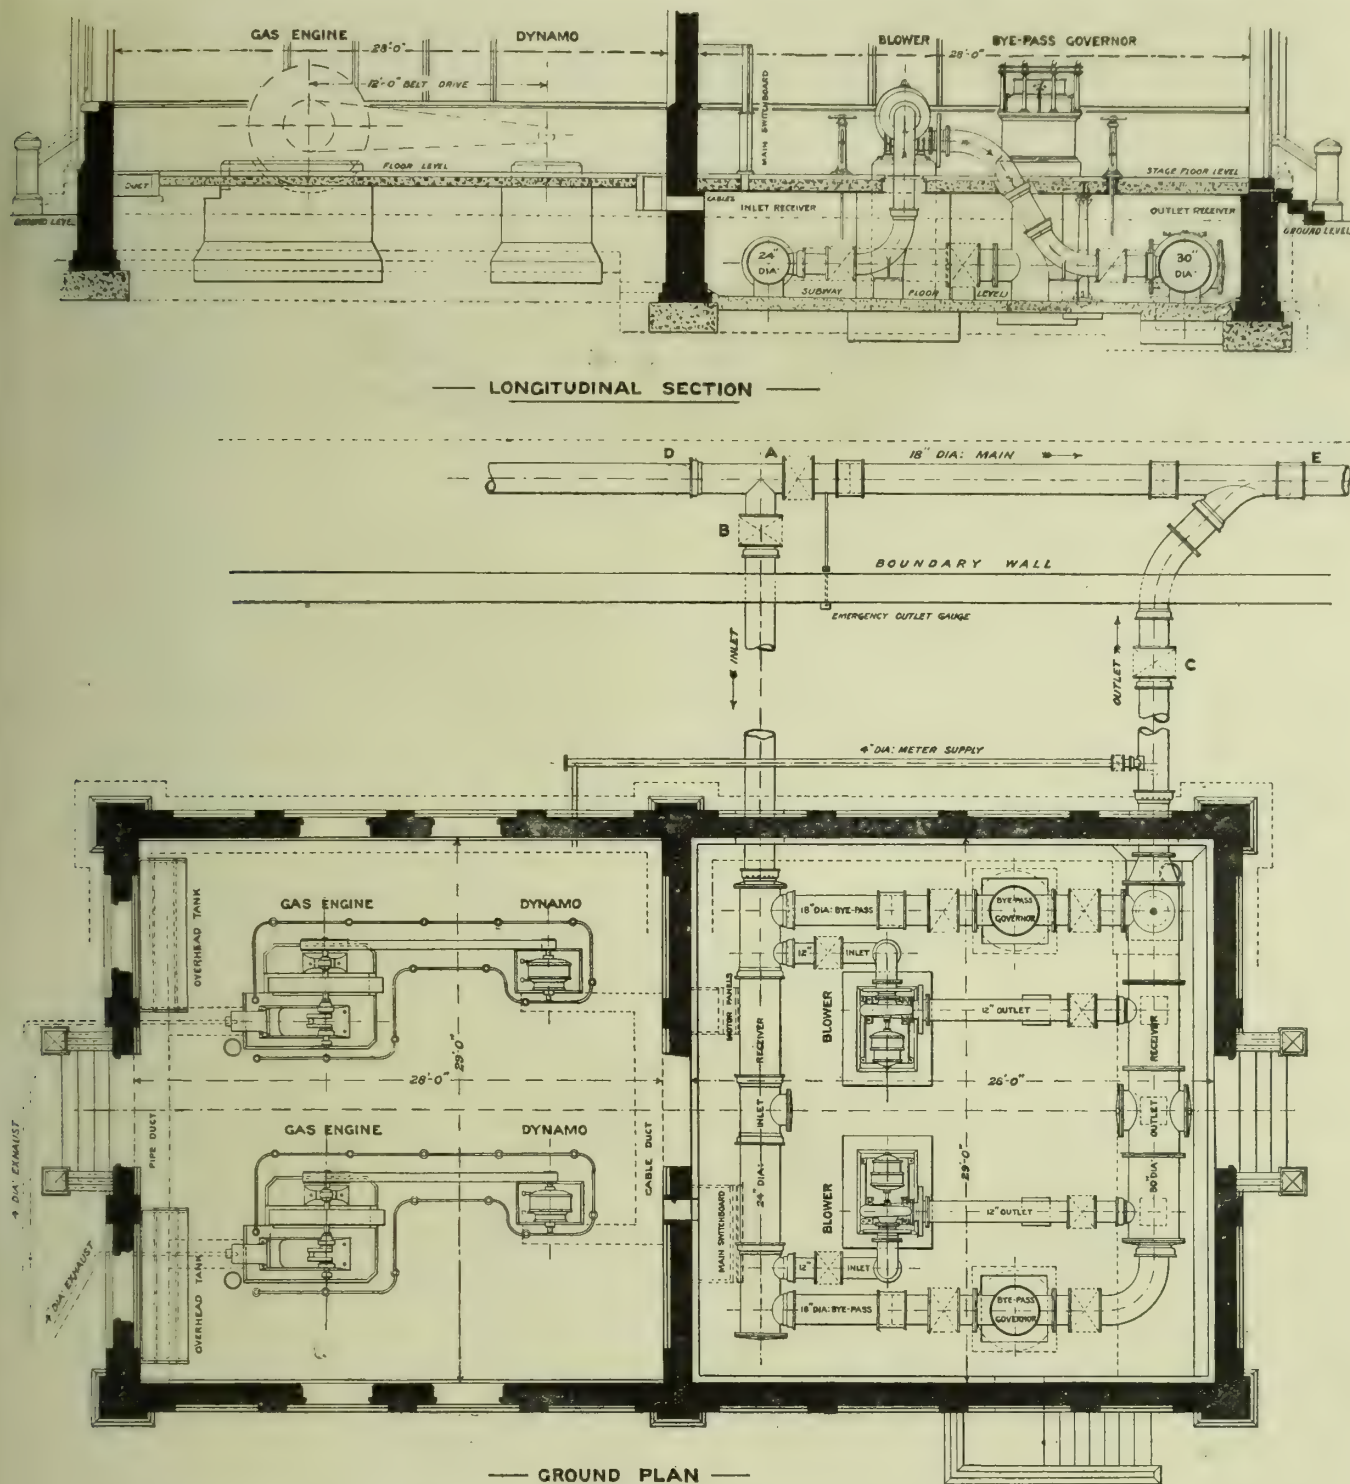 GAS ENGINE
28'-0"
DYNAMO
BLOWER
BYE-PASS GOVERNOR
28'-0"
12'-0" BELT DRIVE
MAIN SWITCHBOARD
FLOOR LEVEL
DUCT
GROUND LEVEL
CABLES
INLET RECEIVER
STAGE FLOOR LEVEL
OUTLET RECEIVER
GROUND LEVEL
24" DIA:
30" DIA:
SUBWAY FLOOR LEVEL
LONGITUDINAL SECTION
D
A
18" DIA: MAIN
E
B
BOUNDARY WALL
EMERGENCY OUTLET GAUGE
INLET
OUTLET
C
4" DIA: METER SUPPLY
OVERHEAD TANK
GAS ENGINE
DYNAMO
18" DIA: BYE-PASS
BYE-PASS GOVERNOR
12" INLET
MOTOR PANELS
BLOWER
12" OUTLET
28'-0"
29'-0"
26'-0"
29'-0"
24" DIA: INLET RECEIVER
30" DIA: OUTLET RECEIVER
4" DIA: EXHAUST
PIPE DUCT
GAS ENGINE
DYNAMO
CABLE DUCT
MAIN SWITCHBOARD
BLOWER
12" OUTLET
4" DIA: EXHAUST
OVERHEAD TANK
12" INLET
18" DIA: BYE-PASS
BYE-PASS GOVERNOR
GROUND PLAN